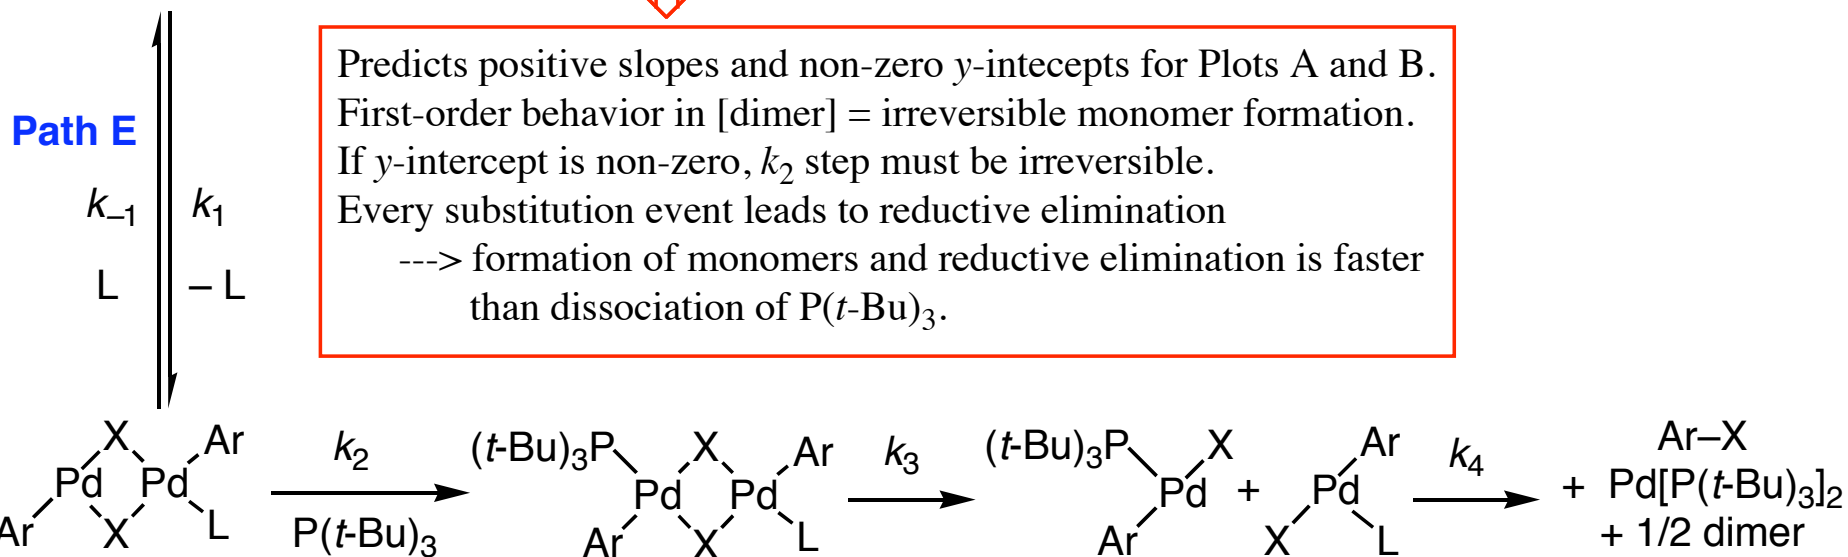 Predicts positive slopes and non-zero y-intecepts for Plots A and B.
First-order behavior in [dimer] = irreversible monomer formation.
If y-intercept is non-zero, k2 step must be irreversible.
Every substitution event leads to reductive elimination
---> formation of monomers and reductive elimination is faster
than dissociation of P(t-Bu)3.
Path E
k–1 k1
L – L
X Ar
Pd Pd
Ar X L
k2
P(t-Bu)3
(t-Bu)3P X Ar
Pd Pd
Ar X L
k3
(t-Bu)3P X
Pd
Ar
+
Ar
Pd
X L
k4
Ar–X
+ Pd[P(t-Bu)3]2
+ 1/2 dimer